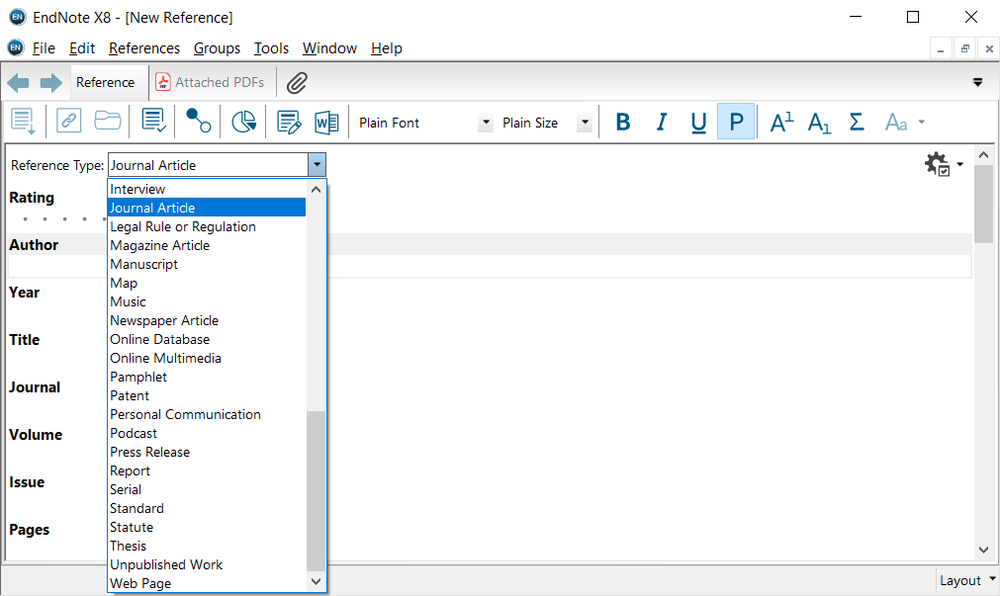 EN EndNote X8 - [New Reference]
EN File Edit References Groups Tools Window Help
Reference PDF Attached PDFs
Plain Font Plain Size B I U P A1 A1 Σ Aa
Reference Type: Journal Article
Rating
Author
Year
Title
Journal
Volume
Issue
Pages
Interview
Journal Article
Legal Rule or Regulation
Magazine Article
Manuscript
Map
Music
Newspaper Article
Online Database
Online Multimedia
Pamphlet
Patent
Personal Communication
Podcast
Press Release
Report
Serial
Standard
Statute
Thesis
Unpublished Work
Web Page
Layout